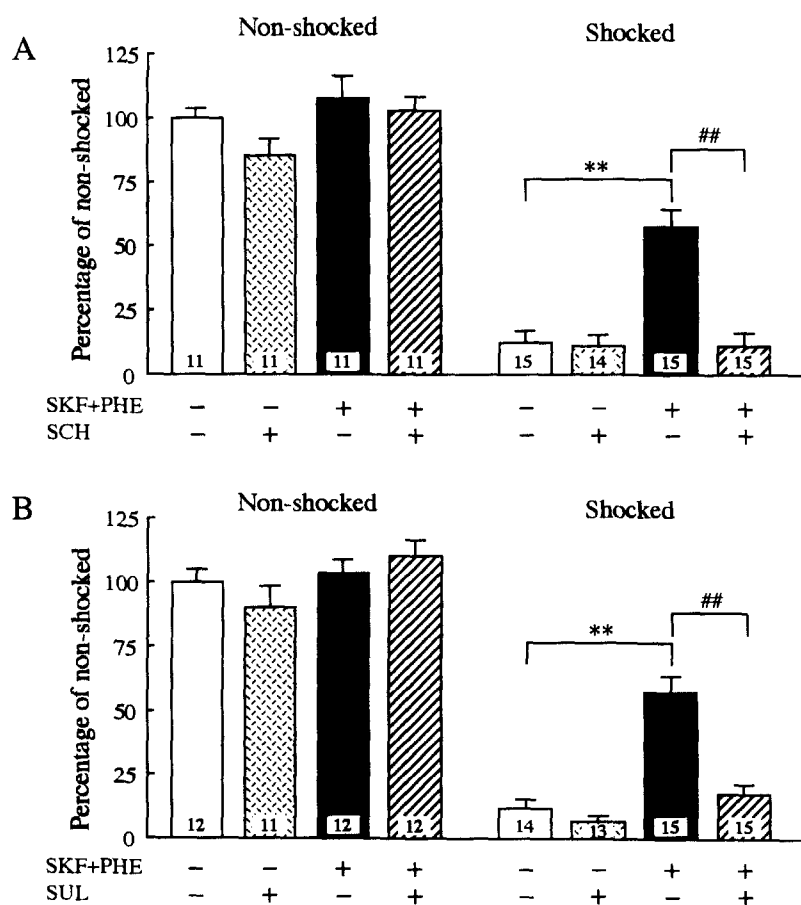 A
Non-shocked
Shocked
Percentage of non-shocked
125
100
75
50
25
0
**
##
11 11 11 11 15 14 15 15
SKF+PHE − − + + − − + +
SCH − + − + − + − +
B
Non-shocked
Shocked
Percentage of non-shocked
125
100
75
50
25
0
**
##
12 11 12 12 14 13 15 15
SKF+PHE − − + + − − + +
SUL − + − + − + − +